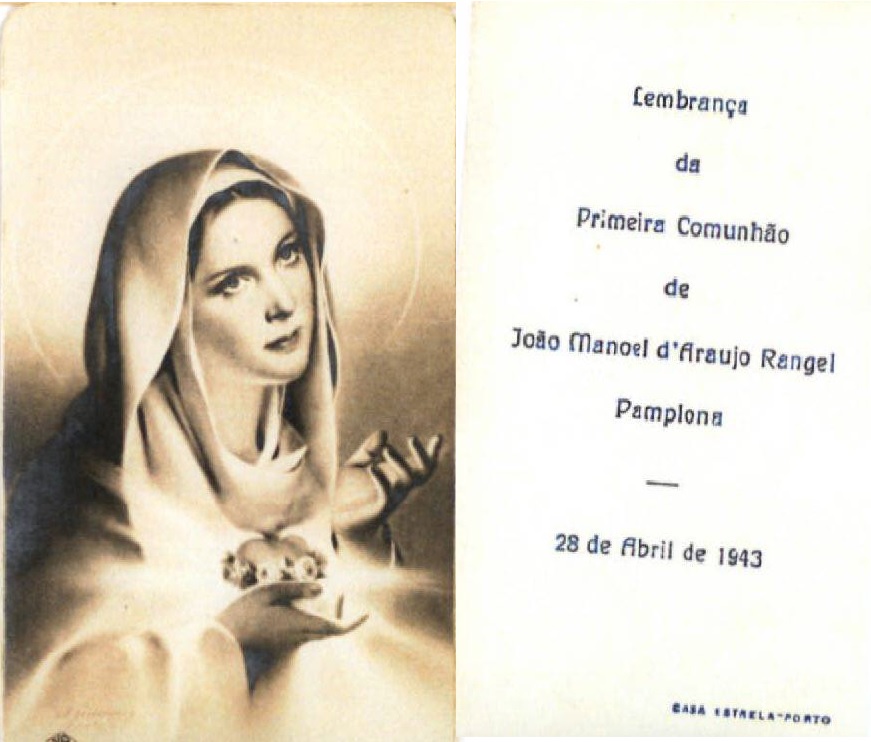 Lembrança
da
Primeira Comunhão
de
João Manoel d'Araujo Rangel
Pamplona
28 de Abril de 1943
CASA ESTRELA-PORTO